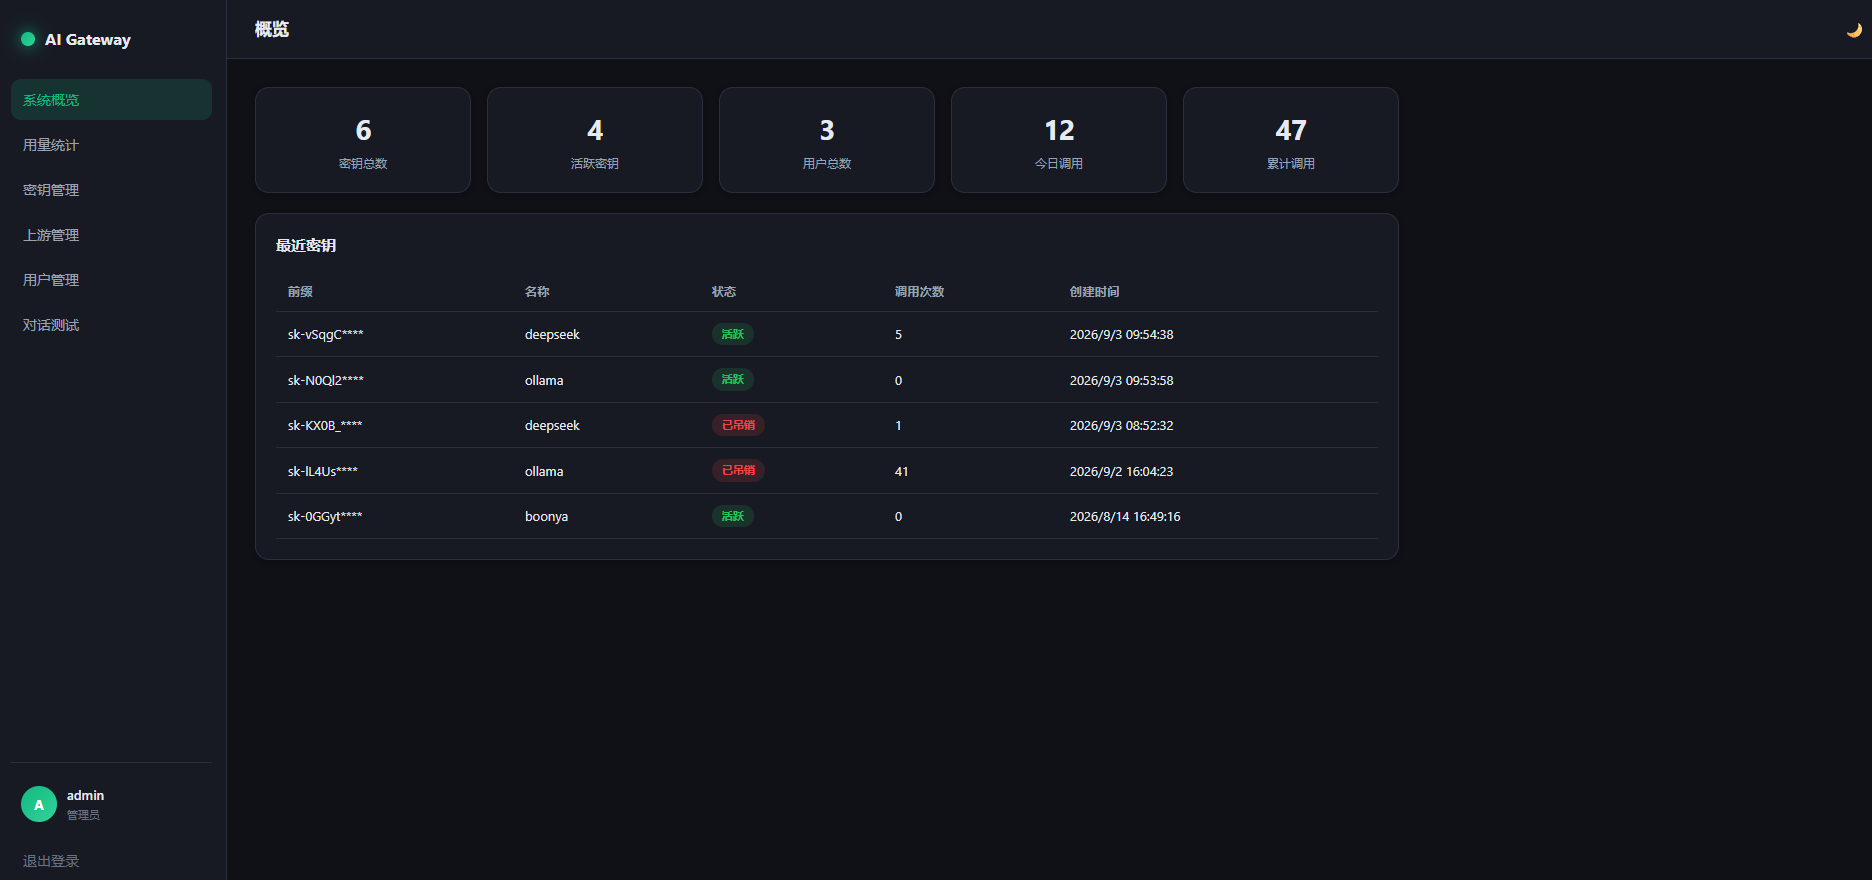 AI Gateway
系统概览
用量统计
密钥管理
上游管理
用户管理
对话测试
A
admin
管理员
退出登录
概览
6
密钥总数
4
活跃密钥
3
用户总数
12
今日调用
47
累计调用
最近密钥
前缀 名称 状态 调用次数 创建时间
sk-vSqgC**** deepseek 活跃 5 2026/9/3 09:54:38
sk-N0Ql2**** ollama 活跃 0 2026/9/3 09:53:58
sk-KX0B_**** deepseek 已吊销 1 2026/9/3 08:52:32
sk-lL4Us**** ollama 已吊销 41 2026/9/2 16:04:23
sk-0GGyt**** boonya 活跃 0 2026/8/14 16:49:16